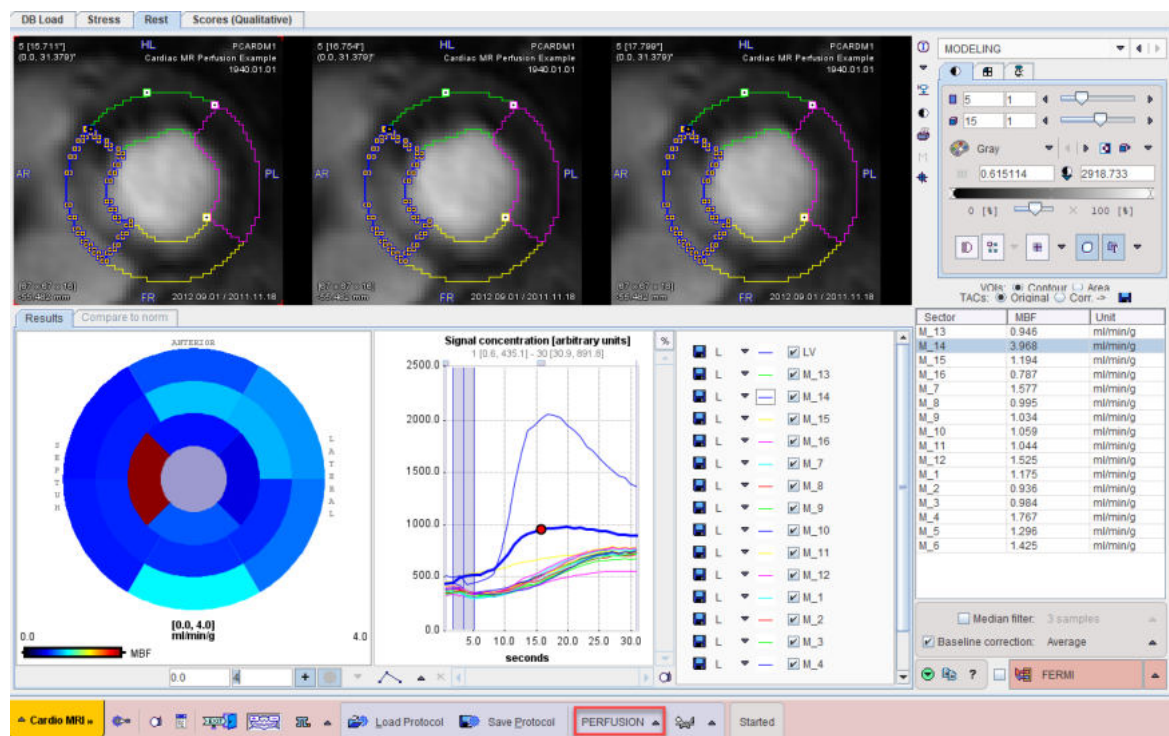 DB Load Stress Rest Scores (Qualitative)
5 [15.711"] HL PCARDM1
(0.0, 31.379)" Cardiac MR Perfusion Example
1940.01.01
AR
FR 2012.09.01 / 2011.11.18
5 [16.754"] HL PCARDM1
(0.0, 31.379)" Cardiac MR Perfusion Example
1940.01.01
FR 2012.09.01 / 2011.11.18
5 [17.799"] HL PCARDM1
(0.0, 31.379)" Cardiac MR Perfusion Example
1940.01.01
PL
FR 2012.09.01 / 2011.11.18
MODELING
5 1
15 1
Gray
0.615114 2918.733
0 [%] 100 [%]
VOIs: Contour Area
TACs: Original Corr. ->
Results Compare to norm
ANTERIOR
SEPTUM
LATERAL
[0.0, 4.0]
ml/min/g
0.0 4.0
MBF
0.0 4
Signal concentration [arbitrary units]
1 [0.6, 435.1] - 30 [30.9, 891.8]
%
2500.0
2000.0
1500.0
1000.0
500.0
0.0
5.0 10.0 15.0 20.0 25.0 30.0
seconds
L LV
L M_13
L M_14
L M_15
L M_16
L M_7
L M_8
L M_9
L M_10
L M_11
L M_12
L M_1
L M_2
L M_3
L M_4
Sector MBF Unit
M_13 0.946 ml/min/g
M_14 3.968 ml/min/g
M_15 1.194 ml/min/g
M_16 0.787 ml/min/g
M_7 1.577 ml/min/g
M_8 0.995 ml/min/g
M_9 1.034 ml/min/g
M_10 1.059 ml/min/g
M_11 1.044 ml/min/g
M_12 1.525 ml/min/g
M_1 1.175 ml/min/g
M_2 0.936 ml/min/g
M_3 0.984 ml/min/g
M_4 1.767 ml/min/g
M_5 1.296 ml/min/g
M_6 1.425 ml/min/g
Median filter: 3 samples
Baseline correction: Average
? FERMI
Cardio MRI Load Protocol Save Protocol PERFUSION Started